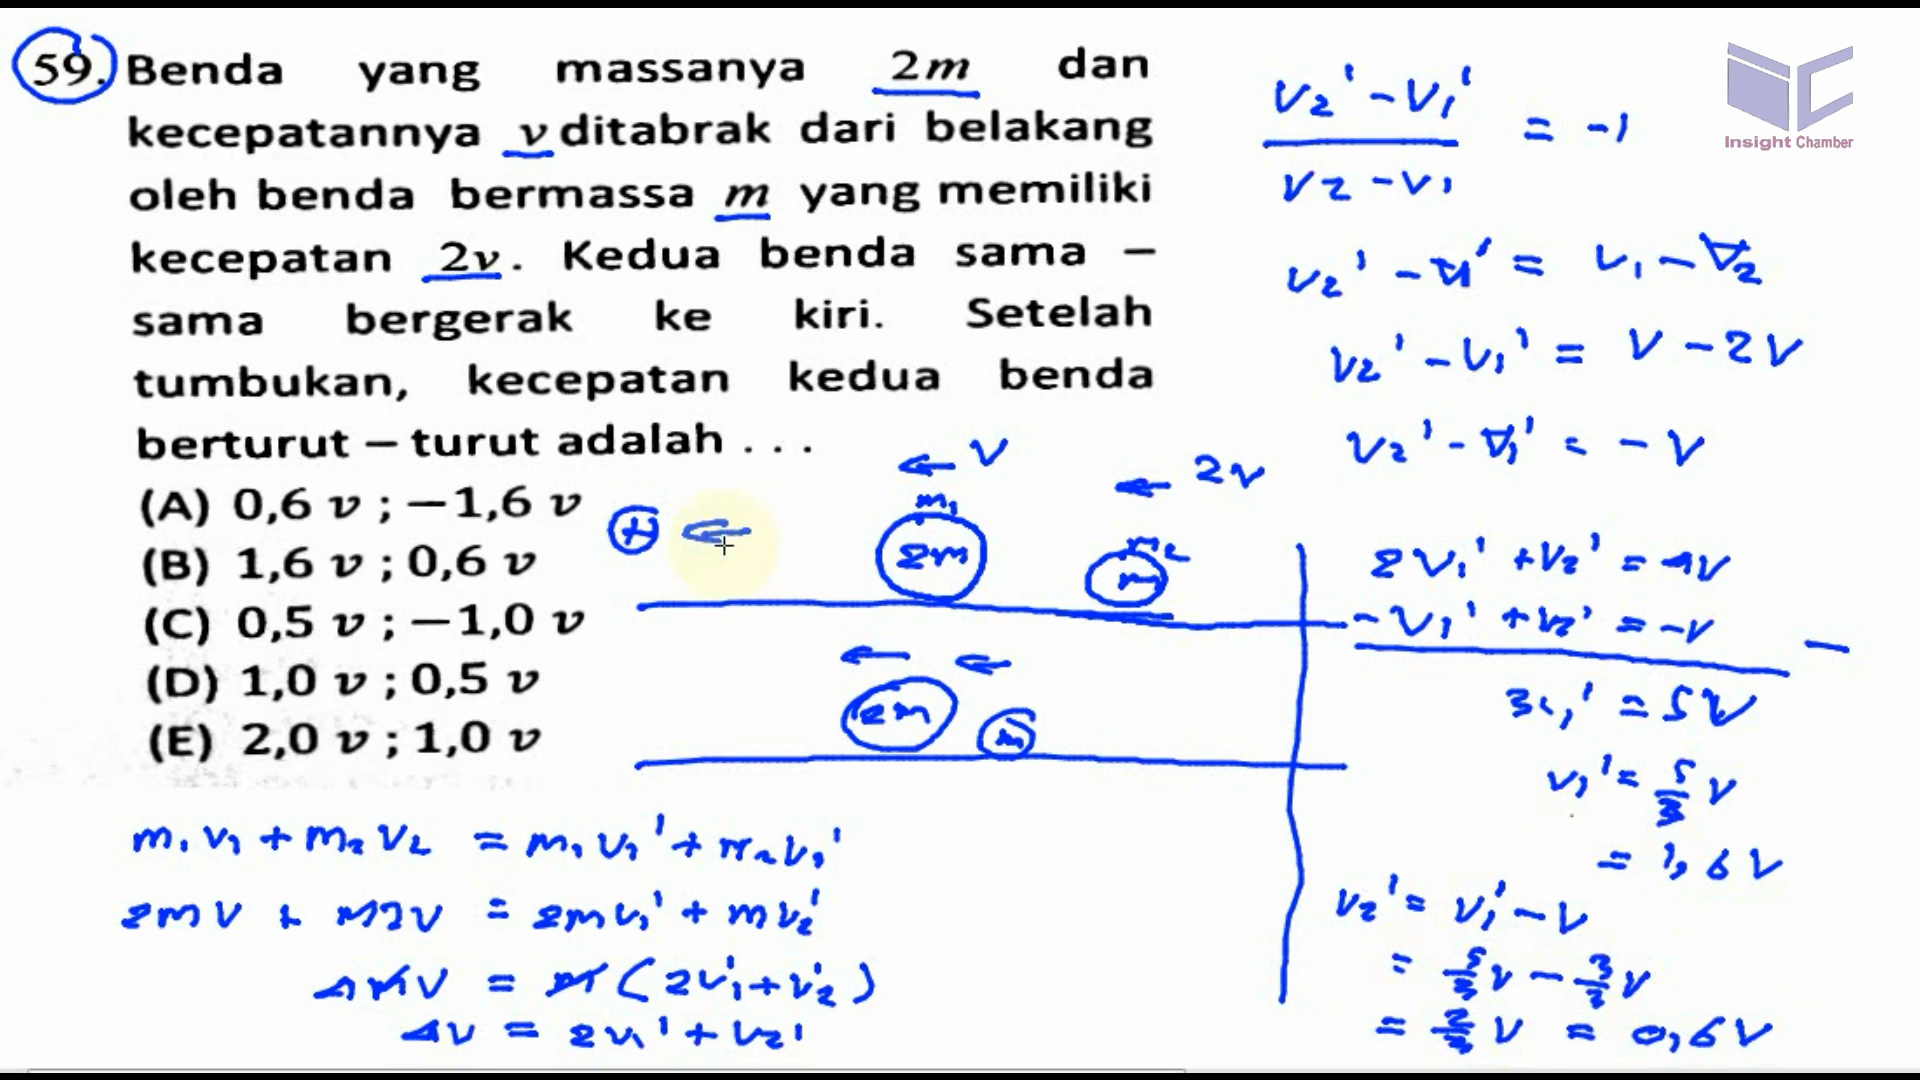 59. Benda yang massanya 2m dan
kecepatannya v ditabrak dari belakang
oleh benda bermassa m yang memiliki
kecepatan 2v. Kedua benda sama –
sama bergerak ke kiri. Setelah
tumbukan, kecepatan kedua benda
berturut – turut adalah . . .
(A) 0,6 v ; −1,6 v
(B) 1,6 v ; 0,6 v
(C) 0,5 v ; −1,0 v
(D) 1,0 v ; 0,5 v
(E) 2,0 v ; 1,0 v
← v
← 2v
(+) ←
m₁
2m
m₂
m
← ←
2m
m
m₁v₁ + m₂v₂ = m₁v₁' + m₂v₂'
2mv + m2v = 2mv₁' + mv₂'
4mv = m(2v₁' + v₂')
4v = 2v₁' + v₂'
v₂' − v₁'
v₂ − v₁
= −1
v₂' − v₁' = v₁ − v₂
v₂' − v₁' = v − 2v
v₂' − v₁' = −v
2v₁' + v₂' = 4v
−v₁' + v₂' = −v −
3v₁' = 5v
v₁' = 5/3 v
= 1,6v
v₂' = v₁' − v
= 5/3 v − 3/3 v
= 2/3 v = 0,6v
Insight Chamber